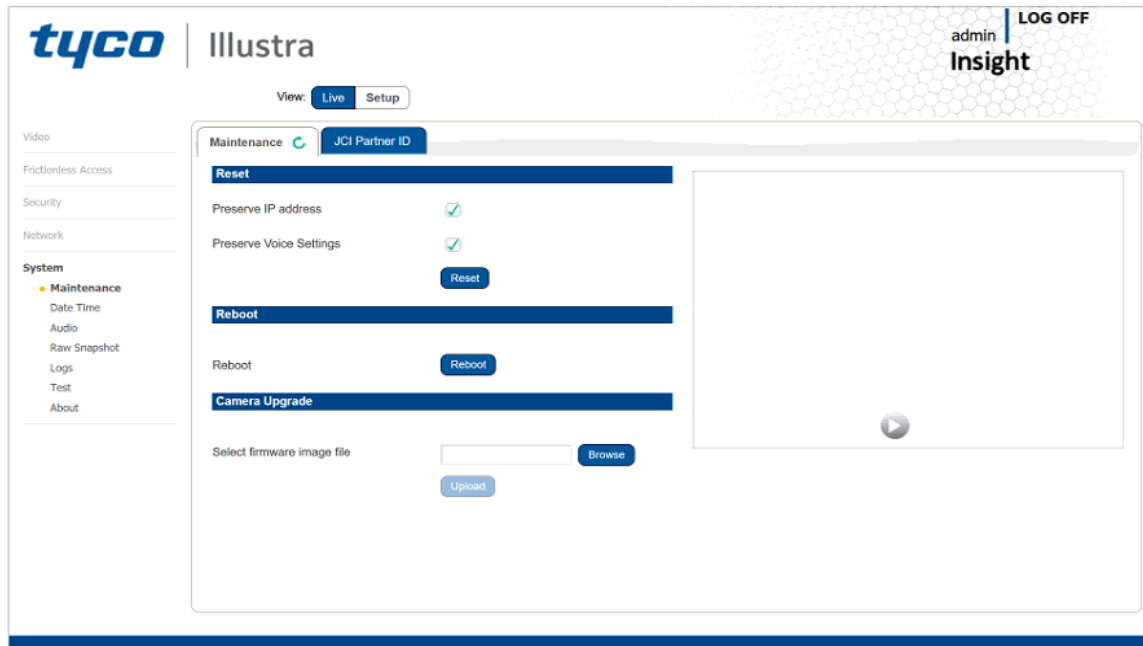 tyco Illustra
LOG OFF
admin
Insight
View: Live Setup
Video
Frictionless Access
Security
Network
System
Maintenance
Date Time
Audio
Raw Snapshot
Logs
Test
About
Maintenance JCI Partner ID
Reset
Preserve IP address
Preserve Voice Settings
Reset
Reboot
Reboot Reboot
Camera Upgrade
Select firmware image file Browse
Upload